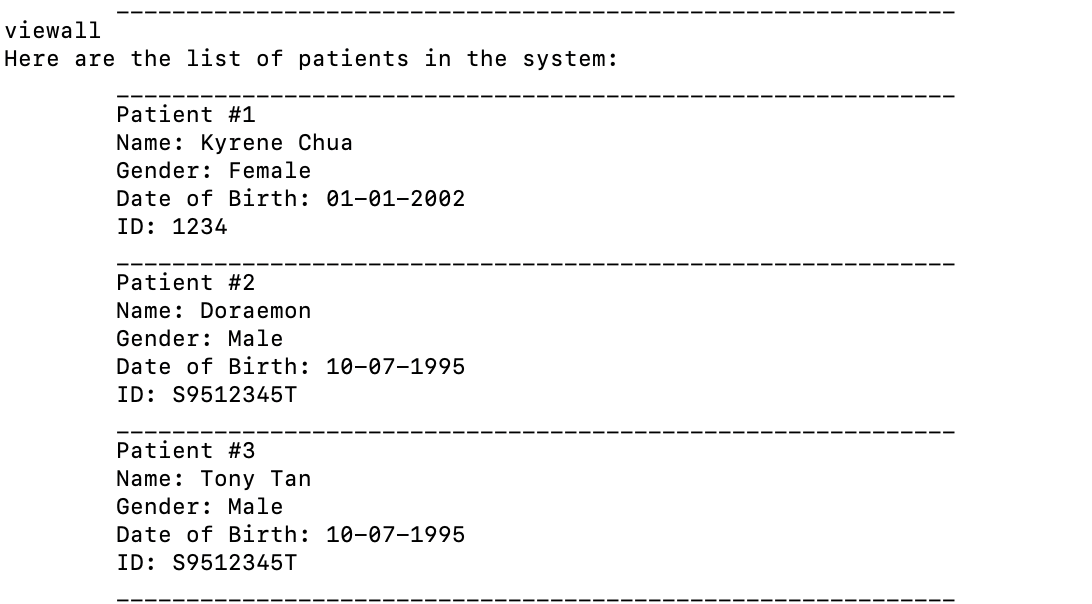 ____________________________________________________________
viewall
Here are the list of patients in the system:
____________________________________________________________
Patient #1
Name: Kyrene Chua
Gender: Female
Date of Birth: 01-01-2002
ID: 1234
____________________________________________________________
Patient #2
Name: Doraemon
Gender: Male
Date of Birth: 10-07-1995
ID: S9512345T
____________________________________________________________
Patient #3
Name: Tony Tan
Gender: Male
Date of Birth: 10-07-1995
ID: S9512345T
____________________________________________________________